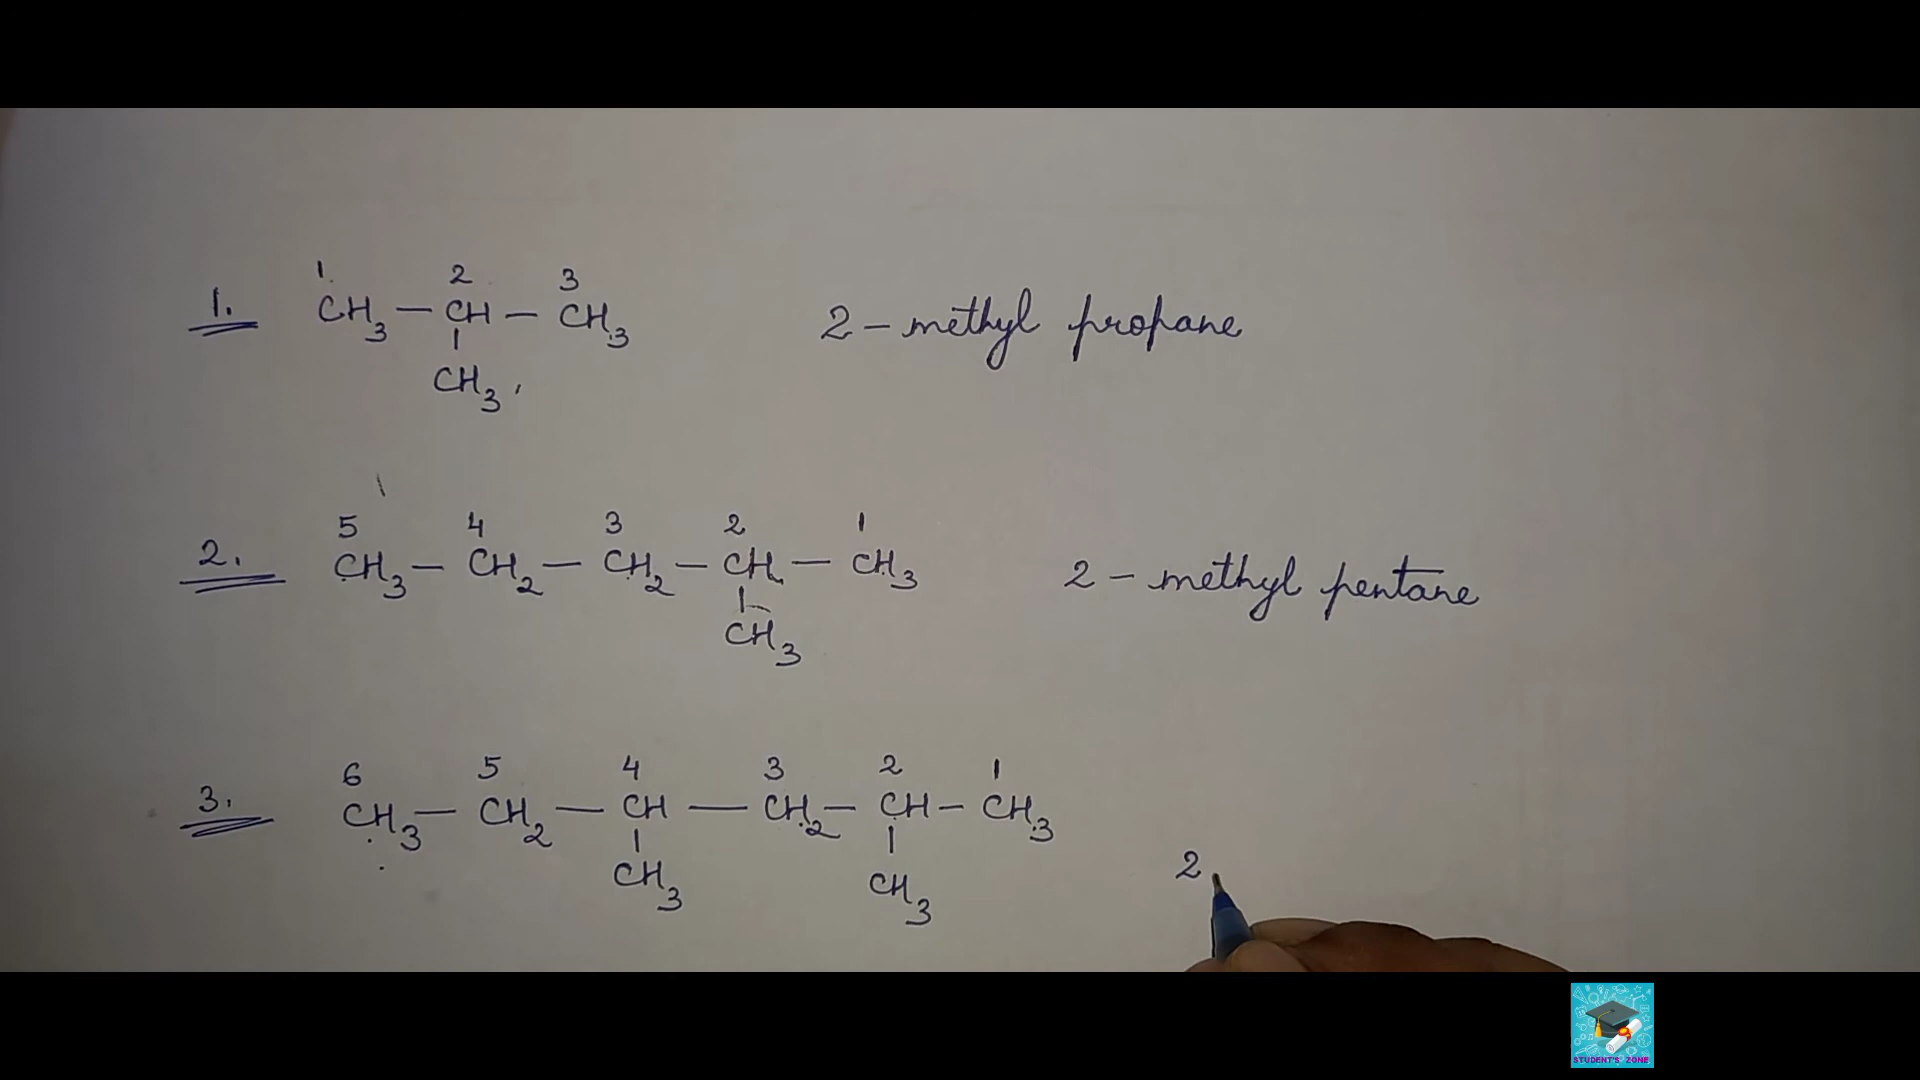 1 2 3
1. CH3 – CH – CH3 2 – methyl propane
CH3
5 4 3 2 1
2. CH3 – CH2 – CH2 – CH – CH3 2 – methyl pentane
CH3
6 5 4 3 2 1
3. CH3 – CH2 – CH – CH2 – CH – CH3
CH3 CH3
2
STUDENT'S ZONE